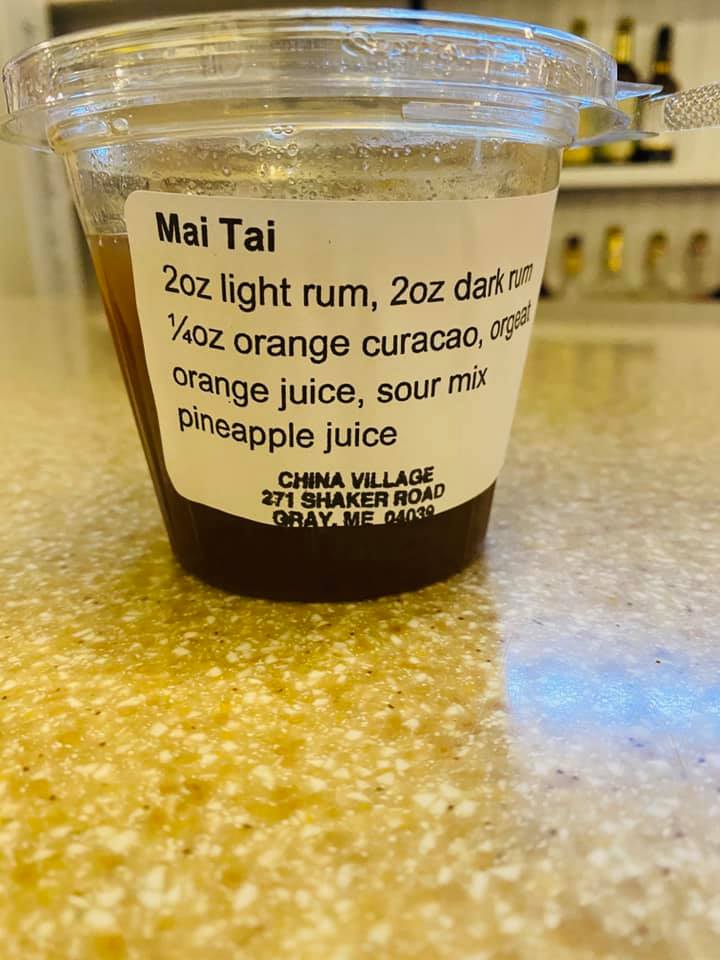 Mai Tai
2oz light rum, 2oz dark rum
¼oz orange curacao, orgeat
orange juice, sour mix
pineapple juice
CHINA VILLAGE
271 SHAKER ROAD
GRAY, ME 04039